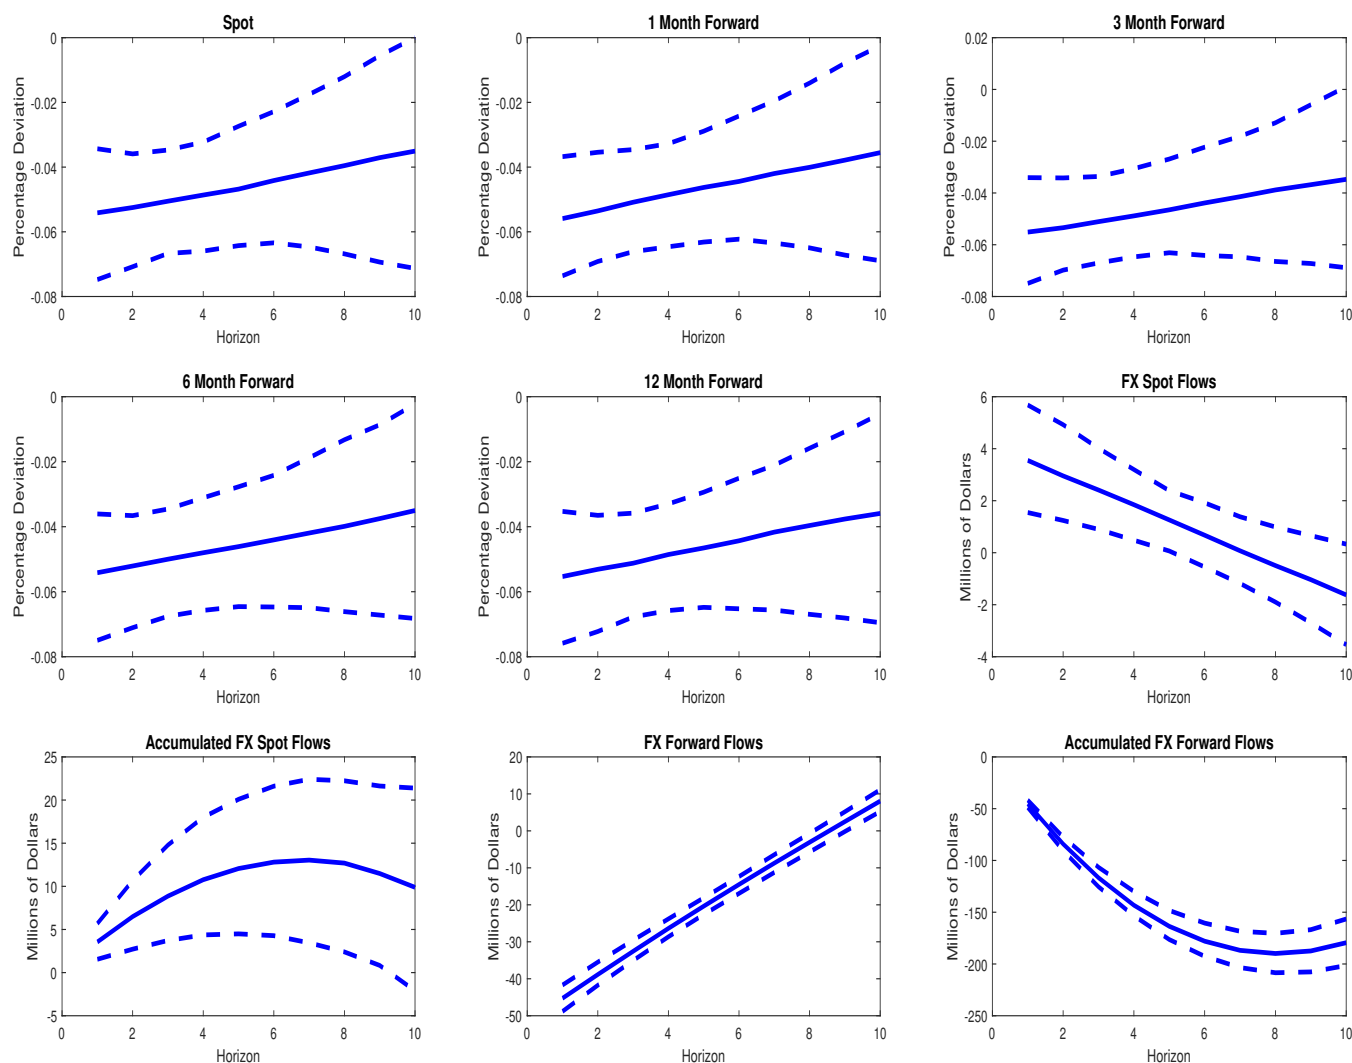 Spot
0
-0.02
-0.04
-0.06
-0.08
Percentage Deviation
0 2 4 6 8 10
Horizon
1 Month Forward
0
-0.02
-0.04
-0.06
-0.08
Percentage Deviation
0 2 4 6 8 10
Horizon
3 Month Forward
0.02
0
-0.02
-0.04
-0.06
-0.08
Percentage Deviation
0 2 4 6 8 10
Horizon
6 Month Forward
0
-0.02
-0.04
-0.06
-0.08
Percentage Deviation
0 2 4 6 8 10
Horizon
12 Month Forward
0
-0.02
-0.04
-0.06
-0.08
Percentage Deviation
0 2 4 6 8 10
Horizon
FX Spot Flows
6
4
2
0
-2
-4
Millions of Dollars
0 2 4 6 8 10
Horizon
Accumulated FX Spot Flows
25
20
15
10
5
0
-5
Millions of Dollars
0 2 4 6 8 10
Horizon
FX Forward Flows
20
10
0
-10
-20
-30
-40
-50
Millions of Dollars
0 2 4 6 8 10
Horizon
Accumulated FX Forward Flows
0
-50
-100
-150
-200
-250
Millions of Dollars
0 2 4 6 8 10
Horizon